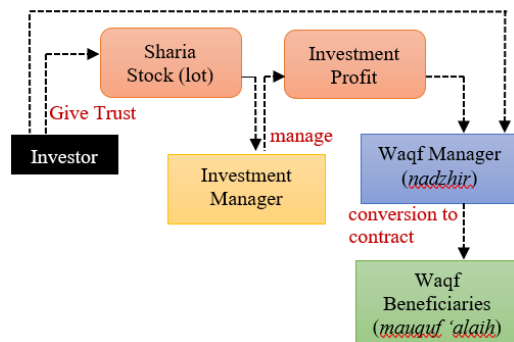 Sharia
Stock (lot)
Investment
Profit
Give Trust
Investor
manage
Investment
Manager
Waqf Manager
(nadzhir)
conversion to
contract
Waqf
Beneficiaries
(mauquf ‘alaih)